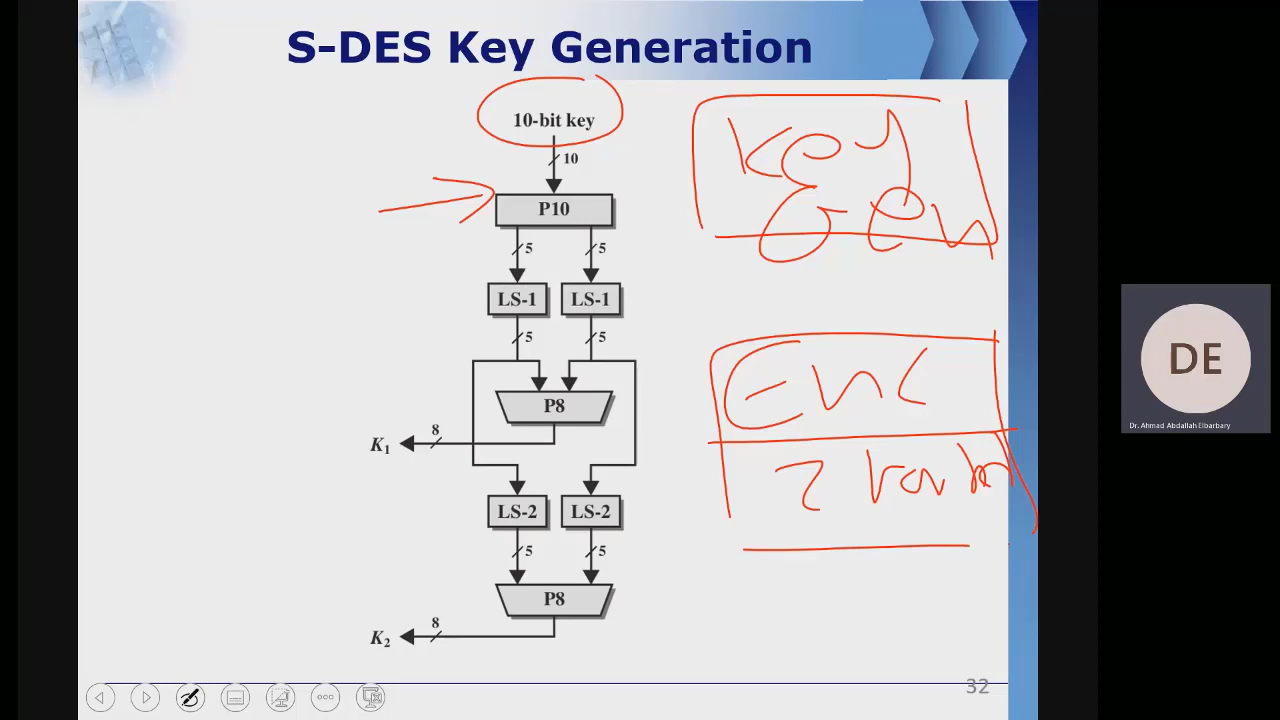 S-DES Key Generation
10-bit key
10
P10
5 5
LS-1 LS-1
5 5
P8
8
K1
LS-2 LS-2
5 5
P8
8
K2
key
Gen
Enc
2
DE
Dr. Ahmad Abdallah Elbarbary
32